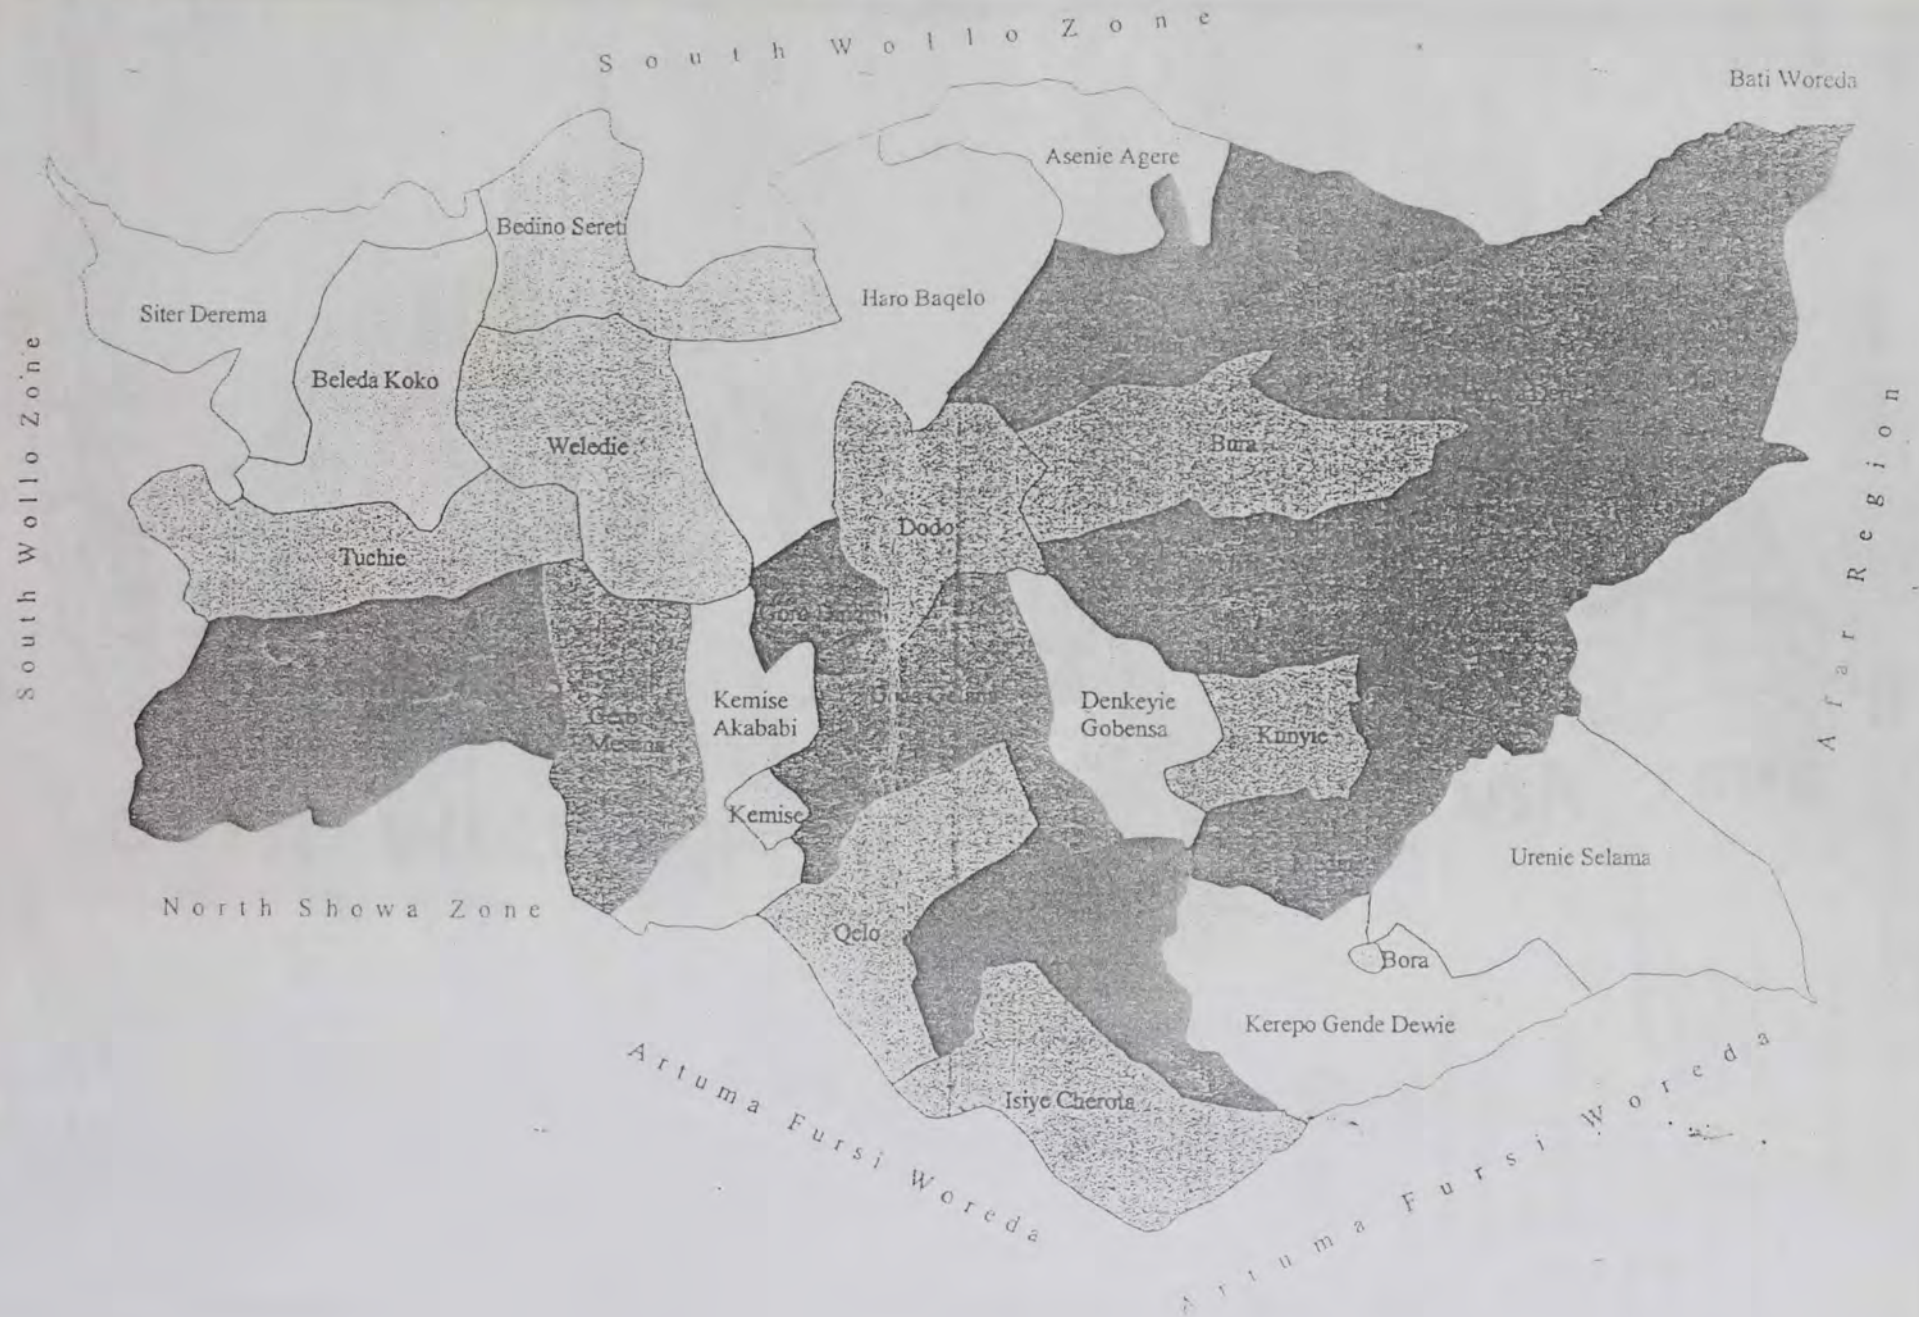 South Wollo Zone
Bati Woreda
Asenie Agere
Bedino Sereti
Haro Baqelo
Siter Derema
Beleda Koko
South Wollo Zone
Weledie
Bura
Afar Region
Dodo
Tuchie
Kemise
Akababi
Denkeyie
Gobensa
Kunyie
Kemise
Urenie Selama
North Showa Zone
Qelo
Bora
Kerepo Gende Dewie
Isiye Cherota
Artuma Fursi Woreda
Artuma Fursi Woreda